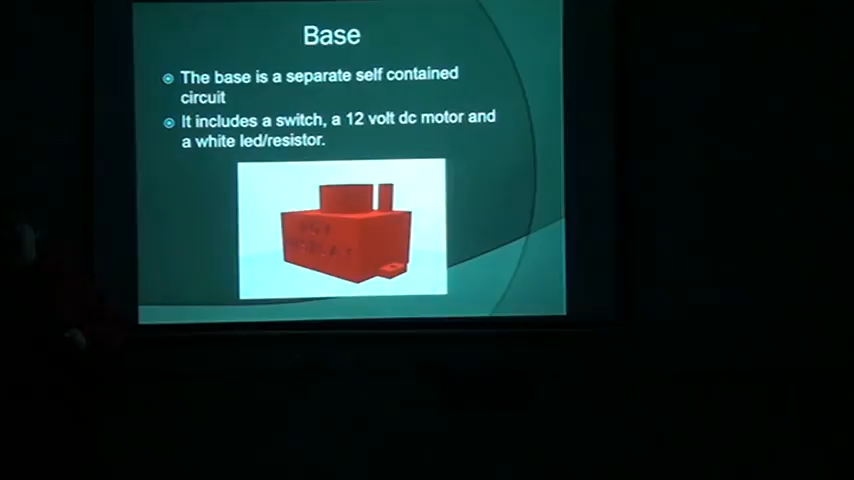 Base
The base is a separate self contained
circuit
It includes a switch, a 12 volt dc motor and
a white led/resistor.